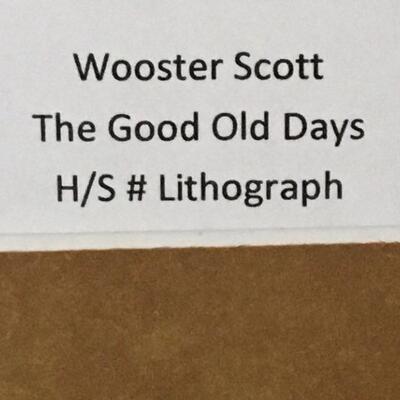 Wooster Scott
The Good Old Days
H/S # Lithograph